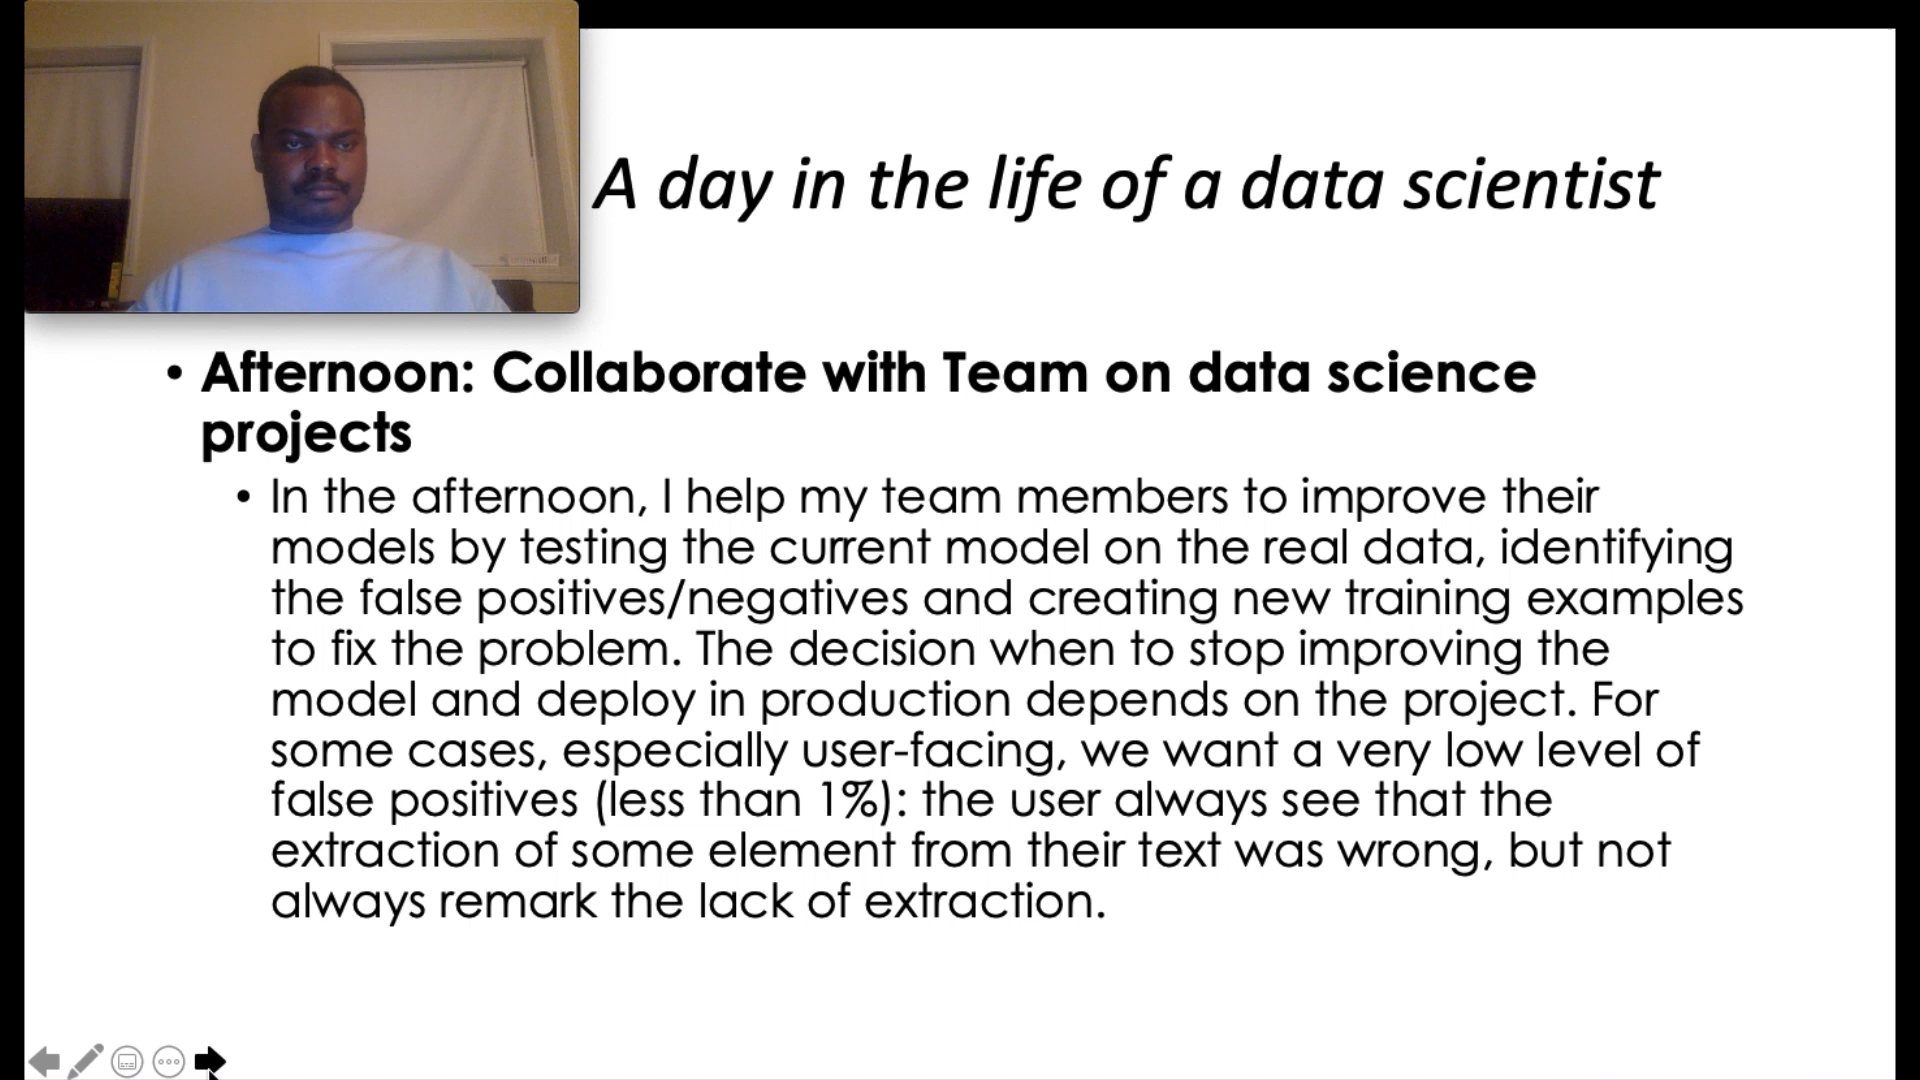 A day in the life of a data scientist
• Afternoon: Collaborate with Team on data science
projects
• In the afternoon, I help my team members to improve their
models by testing the current model on the real data, identifying
the false positives/negatives and creating new training examples
to fix the problem. The decision when to stop improving the
model and deploy in production depends on the project. For
some cases, especially user-facing, we want a very low level of
false positives (less than 1%): the user always see that the
extraction of some element from their text was wrong, but not
always remark the lack of extraction.